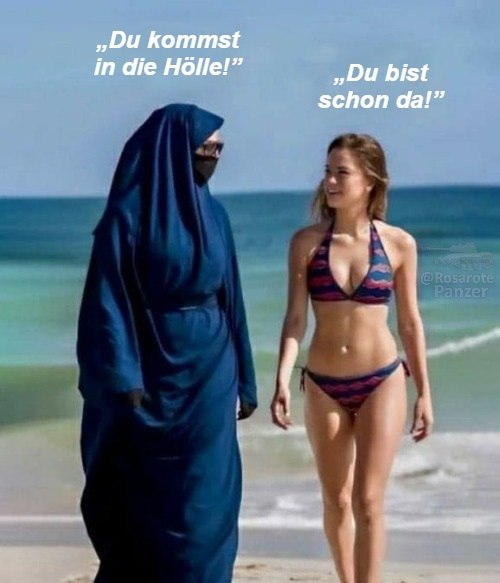 „Du kommst
in die Hölle!”
„Du bist
schon da!”
@Rosarote
Panzer